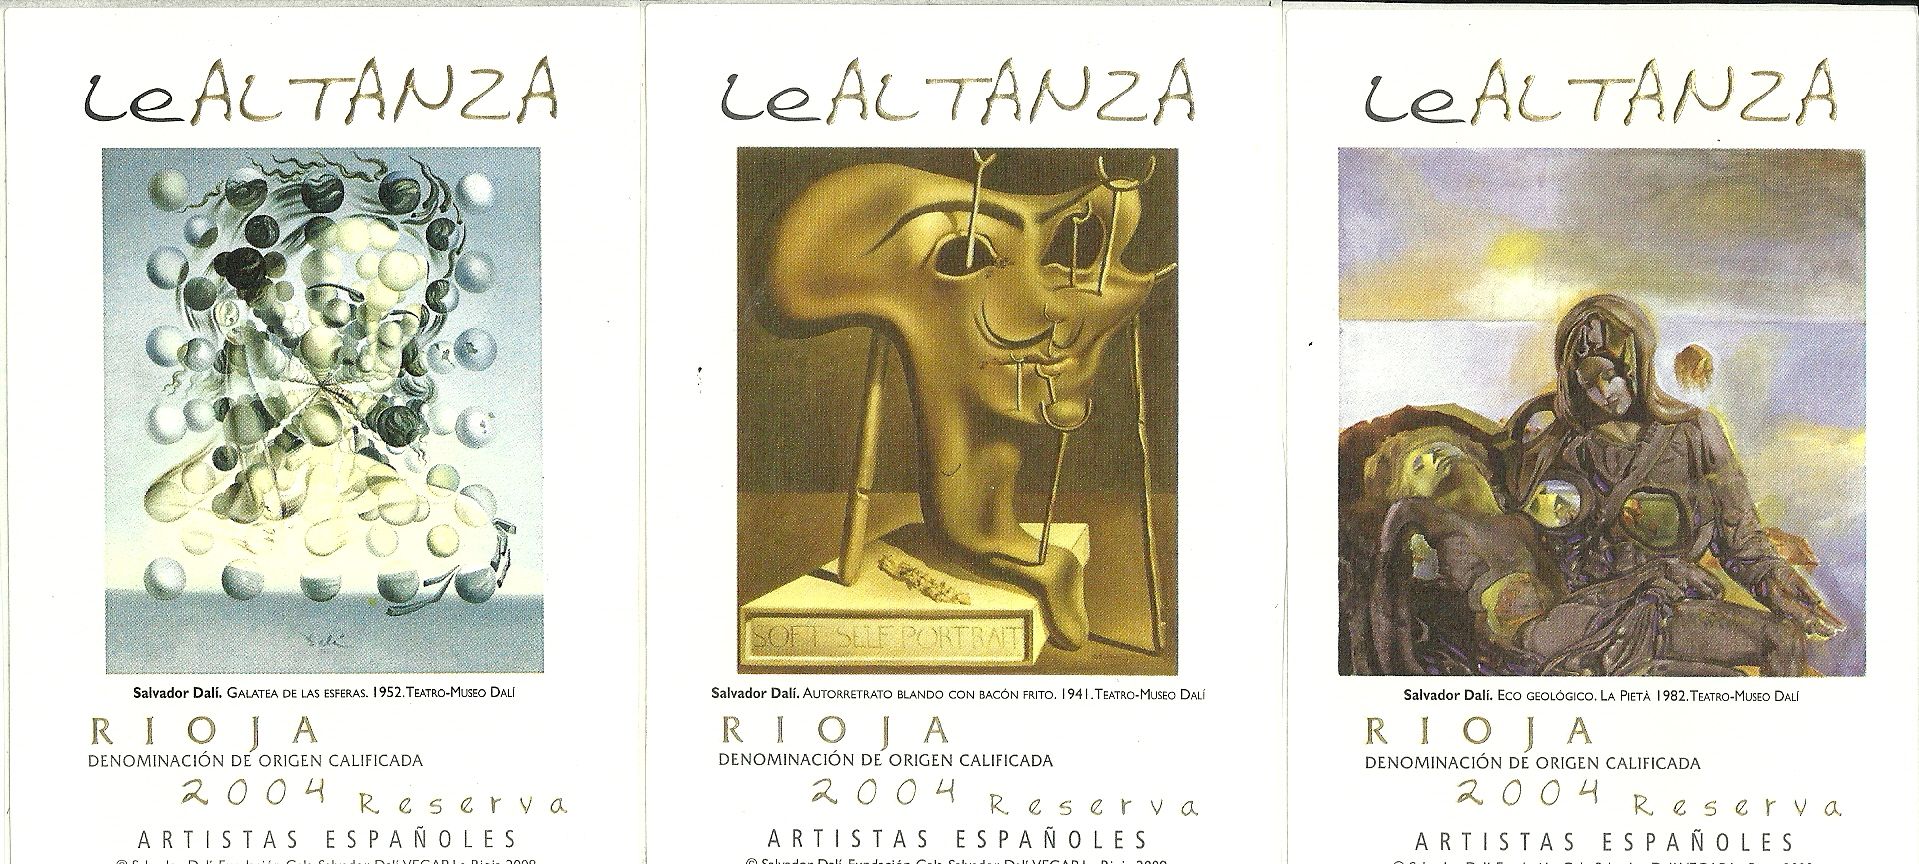 LeALTANZA
Salvador Dalí. GALATEA DE LAS ESFERAS. 1952. TEATRO-MUSEO DALÍ
RIOJA
DENOMINACIÓN DE ORIGEN CALIFICADA
2004 Reserva
ARTISTAS ESPAÑOLES
LeALTANZA
SOFT SELF PORTRAIT
Salvador Dalí. AUTORRETRATO BLANDO CON BACÓN FRITO. 1941. TEATRO-MUSEO DALÍ
RIOJA
DENOMINACIÓN DE ORIGEN CALIFICADA
2004 Reserva
ARTISTAS ESPAÑOLES
LeALTANZA
Salvador Dalí. ECO GEOLÓGICO. LA PIETÀ 1982. TEATRO-MUSEO DALÍ
RIOJA
DENOMINACIÓN DE ORIGEN CALIFICADA
2004 Reserva
ARTISTAS ESPAÑOLES